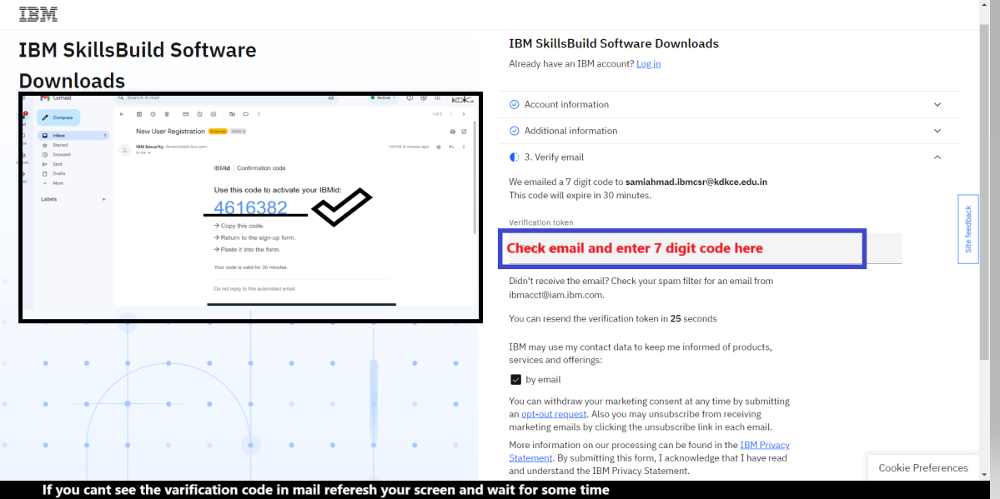 IBM
IBM SkillsBuild Software
Downloads
Gmail
Search in mail
Active
kdkc
Compose
Inbox 1
Starred
Snoozed
Sent
Drafts
More
Labels +
1 of 3
New User Registration External Inbox x
IBM Security <ibmacct@iam.ibm.com>
to me
1:54 PM (4 minutes ago)
IBMid | Confirmation code
Use this code to activate your IBMid:
4616382
→ Copy this code.
→ Return to the sign-up form.
→ Paste it into the form.
Your code is valid for 30 minutes.
Do not reply to this automated email.
IBM SkillsBuild Software Downloads
Already have an IBM account? Log in
Account information
Additional information
3. Verify email
We emailed a 7 digit code to samiahmad.ibmcsr@kdkce.edu.in
This code will expire in 30 minutes.
Verification token
Check email and enter 7 digit code here
Didn't receive the email? Check your spam filter for an email from
ibmacct@iam.ibm.com.
You can resend the verification token in 25 seconds
IBM may use my contact data to keep me informed of products,
services and offerings:
by email
You can withdraw your marketing consent at any time by submitting
an opt-out request. Also you may unsubscribe from receiving
marketing emails by clicking the unsubscribe link in each email.
More information on our processing can be found in the IBM Privacy
Statement. By submitting this form, I acknowledge that I have read
and understand the IBM Privacy Statement.
Site feedback
Cookie Preferences
If you cant see the varification code in mail referesh your screen and wait for some time